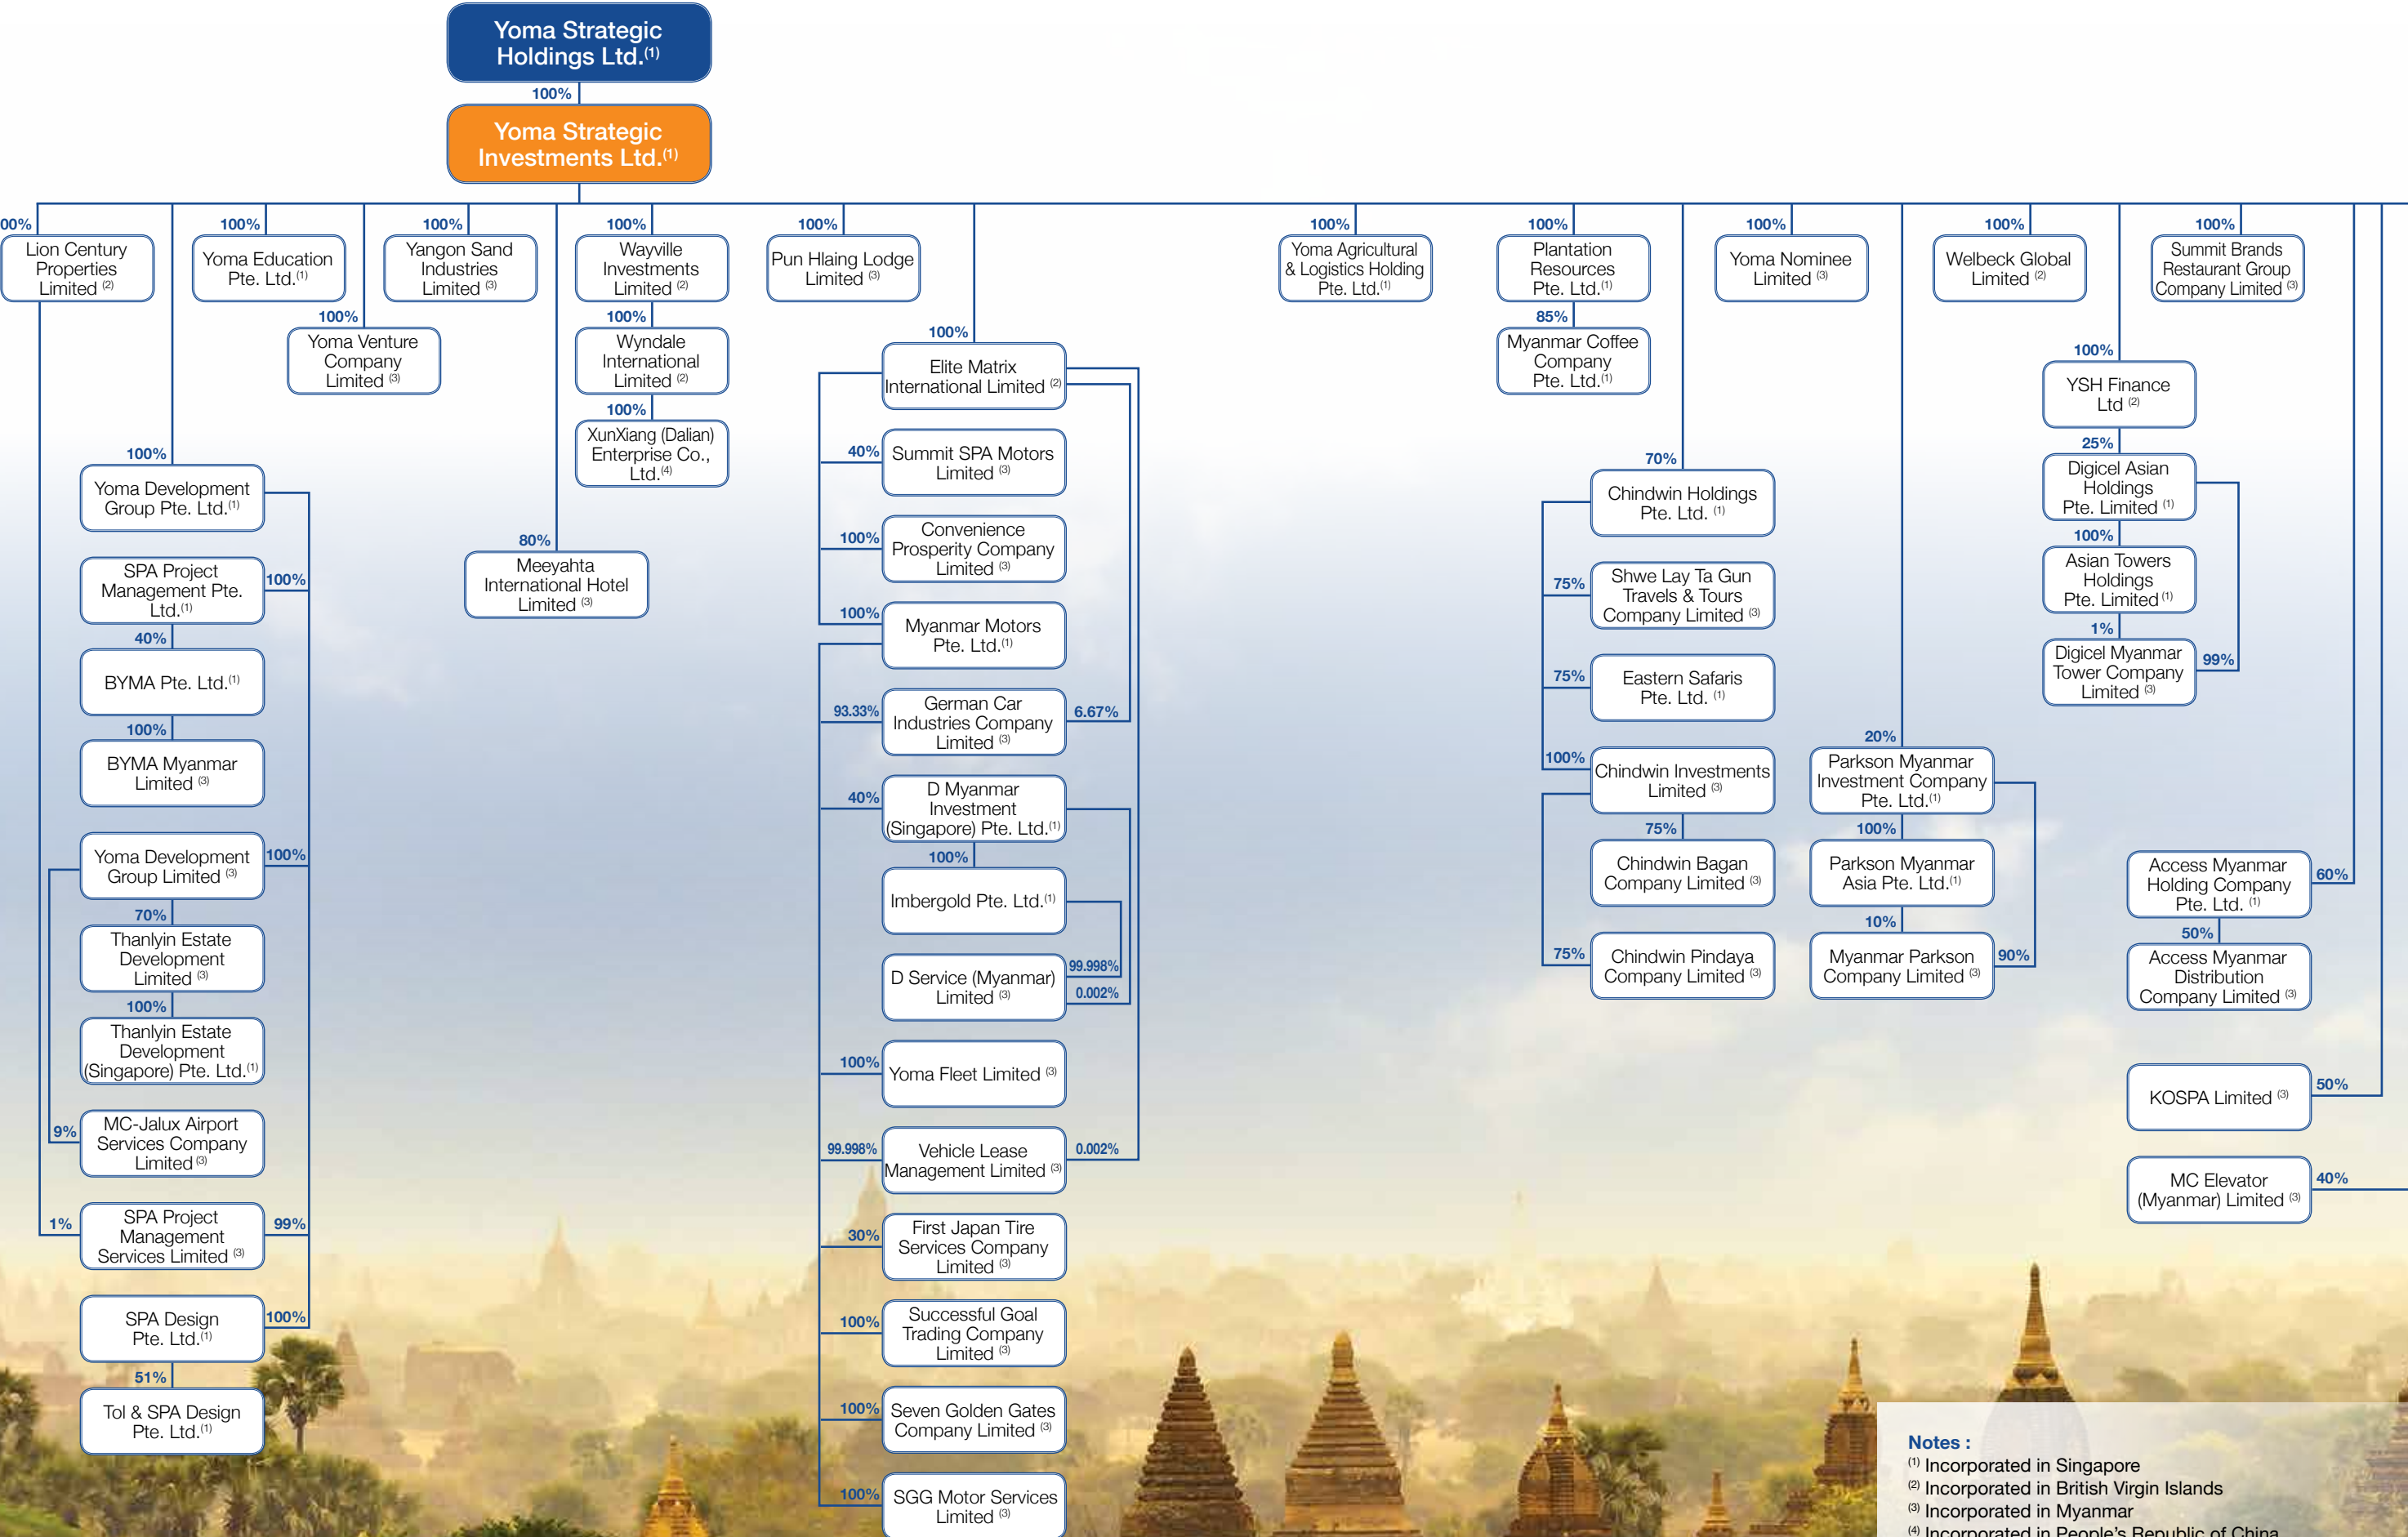 Yoma Strategic
Holdings Ltd.(1)
100%
Yoma Strategic
Investments Ltd.(1)
00%
Lion Century
Properties
Limited (2)
100%
Yoma Education
Pte. Ltd.(1)
100%
Yoma Venture
Company
Limited (3)
100%
Yangon Sand
Industries
Limited (3)
100%
Wayville
Investments
Limited (2)
100%
Wyndale
International
Limited (2)
100%
XunXiang (Dalian)
Enterprise Co.,
Ltd.(4)
80%
Meeyahta
International Hotel
Limited (3)
100%
Pun Hlaing Lodge
Limited (3)
100%
Yoma Development
Group Pte. Ltd.(1)
100%
SPA Project
Management Pte.
Ltd.(1)
40%
BYMA Pte. Ltd.(1)
100%
BYMA Myanmar
Limited (3)
100%
Yoma Development
Group Limited (3)
70%
Thanlyin Estate
Development
Limited (3)
100%
Thanlyin Estate
Development
(Singapore) Pte. Ltd.(1)
9%
MC-Jalux Airport
Services Company
Limited (3)
1%
99%
SPA Project
Management
Services Limited (3)
100%
SPA Design
Pte. Ltd.(1)
51%
Tol & SPA Design
Pte. Ltd.(1)
100%
Elite Matrix
International Limited (2)
40%
Summit SPA Motors
Limited (3)
100%
Convenience
Prosperity Company
Limited (3)
100%
Myanmar Motors
Pte. Ltd.(1)
93.33%
6.67%
German Car
Industries Company
Limited (3)
40%
D Myanmar
Investment
(Singapore) Pte. Ltd.(1)
100%
Imbergold Pte. Ltd.(1)
99.998%
0.002%
D Service (Myanmar)
Limited (3)
100%
Yoma Fleet Limited (3)
99.998%
0.002%
Vehicle Lease
Management Limited (3)
30%
First Japan Tire
Services Company
Limited (3)
100%
Successful Goal
Trading Company
Limited (3)
100%
Seven Golden Gates
Company Limited (3)
100%
SGG Motor Services
Limited (3)
100%
Yoma Agricultural
& Logistics Holding
Pte. Ltd.(1)
100%
Plantation
Resources
Pte. Ltd.(1)
85%
Myanmar Coffee
Company
Pte. Ltd.(1)
70%
Chindwin Holdings
Pte. Ltd. (1)
75%
Shwe Lay Ta Gun
Travels & Tours
Company Limited (3)
75%
Eastern Safaris
Pte. Ltd. (1)
100%
Chindwin Investments
Limited (3)
75%
Chindwin Bagan
Company Limited (3)
75%
Chindwin Pindaya
Company Limited (3)
100%
Yoma Nominee
Limited (3)
20%
Parkson Myanmar
Investment Company
Pte. Ltd.(1)
100%
Parkson Myanmar
Asia Pte. Ltd.(1)
10%
90%
Myanmar Parkson
Company Limited (3)
100%
Welbeck Global
Limited (2)
100%
YSH Finance
Ltd (2)
25%
Digicel Asian
Holdings
Pte. Limited (1)
100%
Asian Towers
Holdings
Pte. Limited (1)
1%
99%
Digicel Myanmar
Tower Company
Limited (3)
100%
Summit Brands
Restaurant Group
Company Limited (3)
60%
Access Myanmar
Holding Company
Pte. Ltd. (1)
50%
Access Myanmar
Distribution
Company Limited (3)
50%
KOSPA Limited (3)
40%
MC Elevator
(Myanmar) Limited (3)
Notes :
(1) Incorporated in Singapore
(2) Incorporated in British Virgin Islands
(3) Incorporated in Myanmar
(4) Incorporated in People's Republic of China